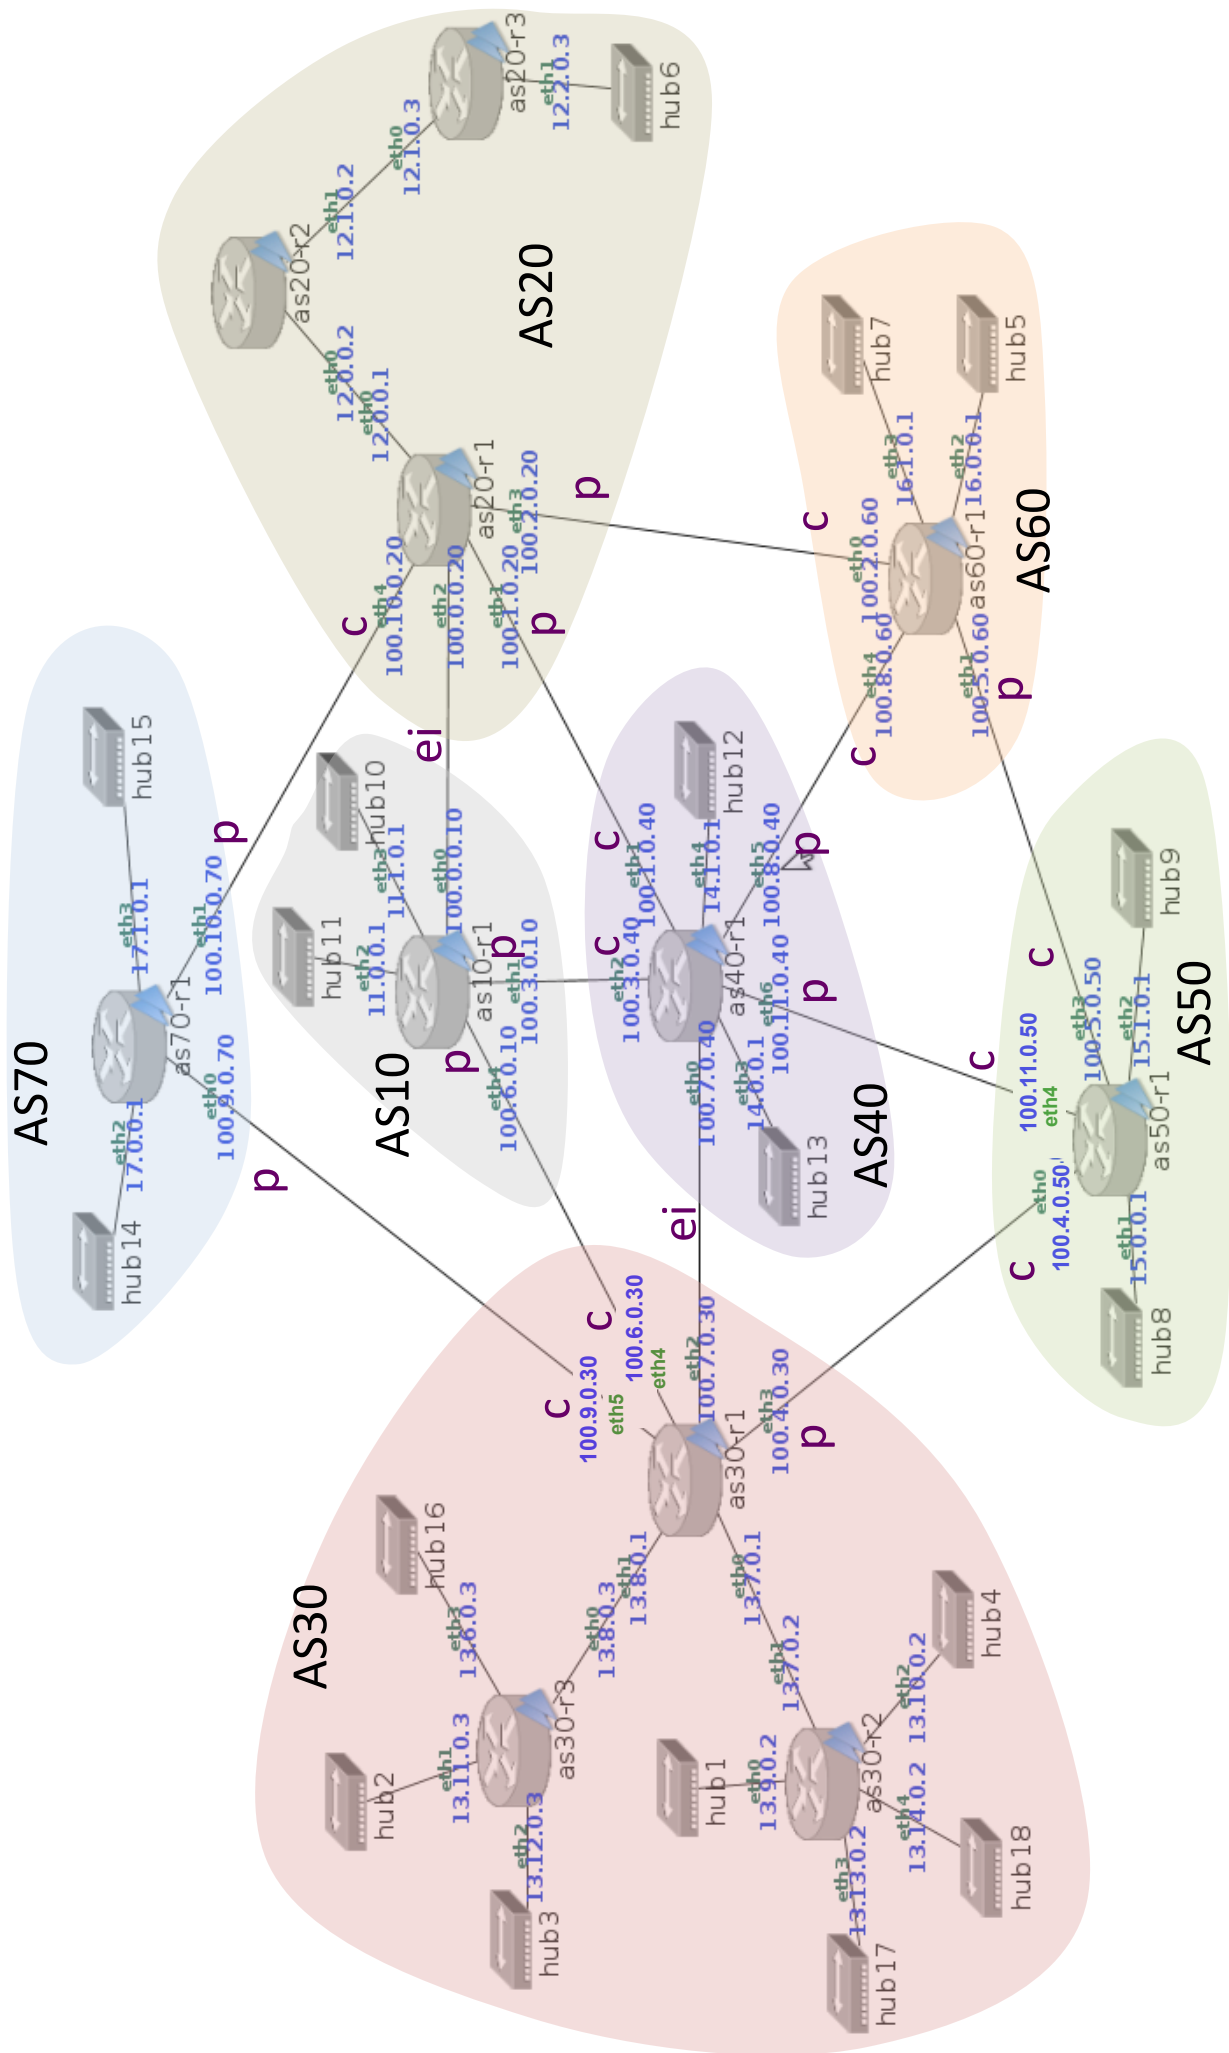 AS70
hub14
eth2
17.0.0.1
as70-r1
eth0
100.9.0.70
p
eth3
17.1.0.1
hub15
eth1
100.10.0.70
p
AS20
as20-r1
c
eth4
100.10.0.20
eth2
100.0.0.20
ei
eth1
100.1.0.20
p
eth3
100.2.0.20
p
eth0
12.0.0.1
eth0
12.0.0.2
as20-r2
eth1
12.1.0.2
eth0
12.1.0.3
as20-r3
eth1
12.2.0.3
hub6
AS10
hub11
eth2
11.0.0.1
hub10
eth3
11.1.0.1
as10-r1
eth0
100.0.0.10
eth1
100.3.0.10
p
eth4
100.6.0.10
p
AS40
as40-r1
c
eth2
100.3.0.40
c
eth1
100.1.0.40
eth4
14.1.0.1
hub12
eth5
100.8.0.40
p
eth6
100.11.0.40
p
eth3
14.0.0.1
hub13
eth0
100.7.0.40
ei
AS60
as60-r1
c
eth0
100.2.0.60
c
eth4
100.8.0.60
eth1
100.5.0.60
p
eth3
16.1.0.1
hub7
eth2
16.0.0.1
hub5
AS50
as50-r1
c
eth3
100.5.0.50
eth2
15.1.0.1
hub9
c
100.11.0.50
eth4
c
eth0
100.4.0.50
eth1
15.0.0.1
hub8
AS30
as30-r1
c
100.9.0.30
eth5
c
100.6.0.30
eth4
eth2
100.7.0.30
eth3
100.4.0.30
p
eth1
13.8.0.1
eth0
13.7.0.1
eth0
13.8.0.3
as30-r3
eth3
13.6.0.3
hub16
eth1
13.11.0.3
hub2
eth2
13.12.0.3
hub3
eth1
13.7.0.2
as30-r2
eth0
13.9.0.2
hub1
eth2
13.10.0.2
hub4
eth4
13.14.0.2
hub18
eth3
13.13.0.2
hub17